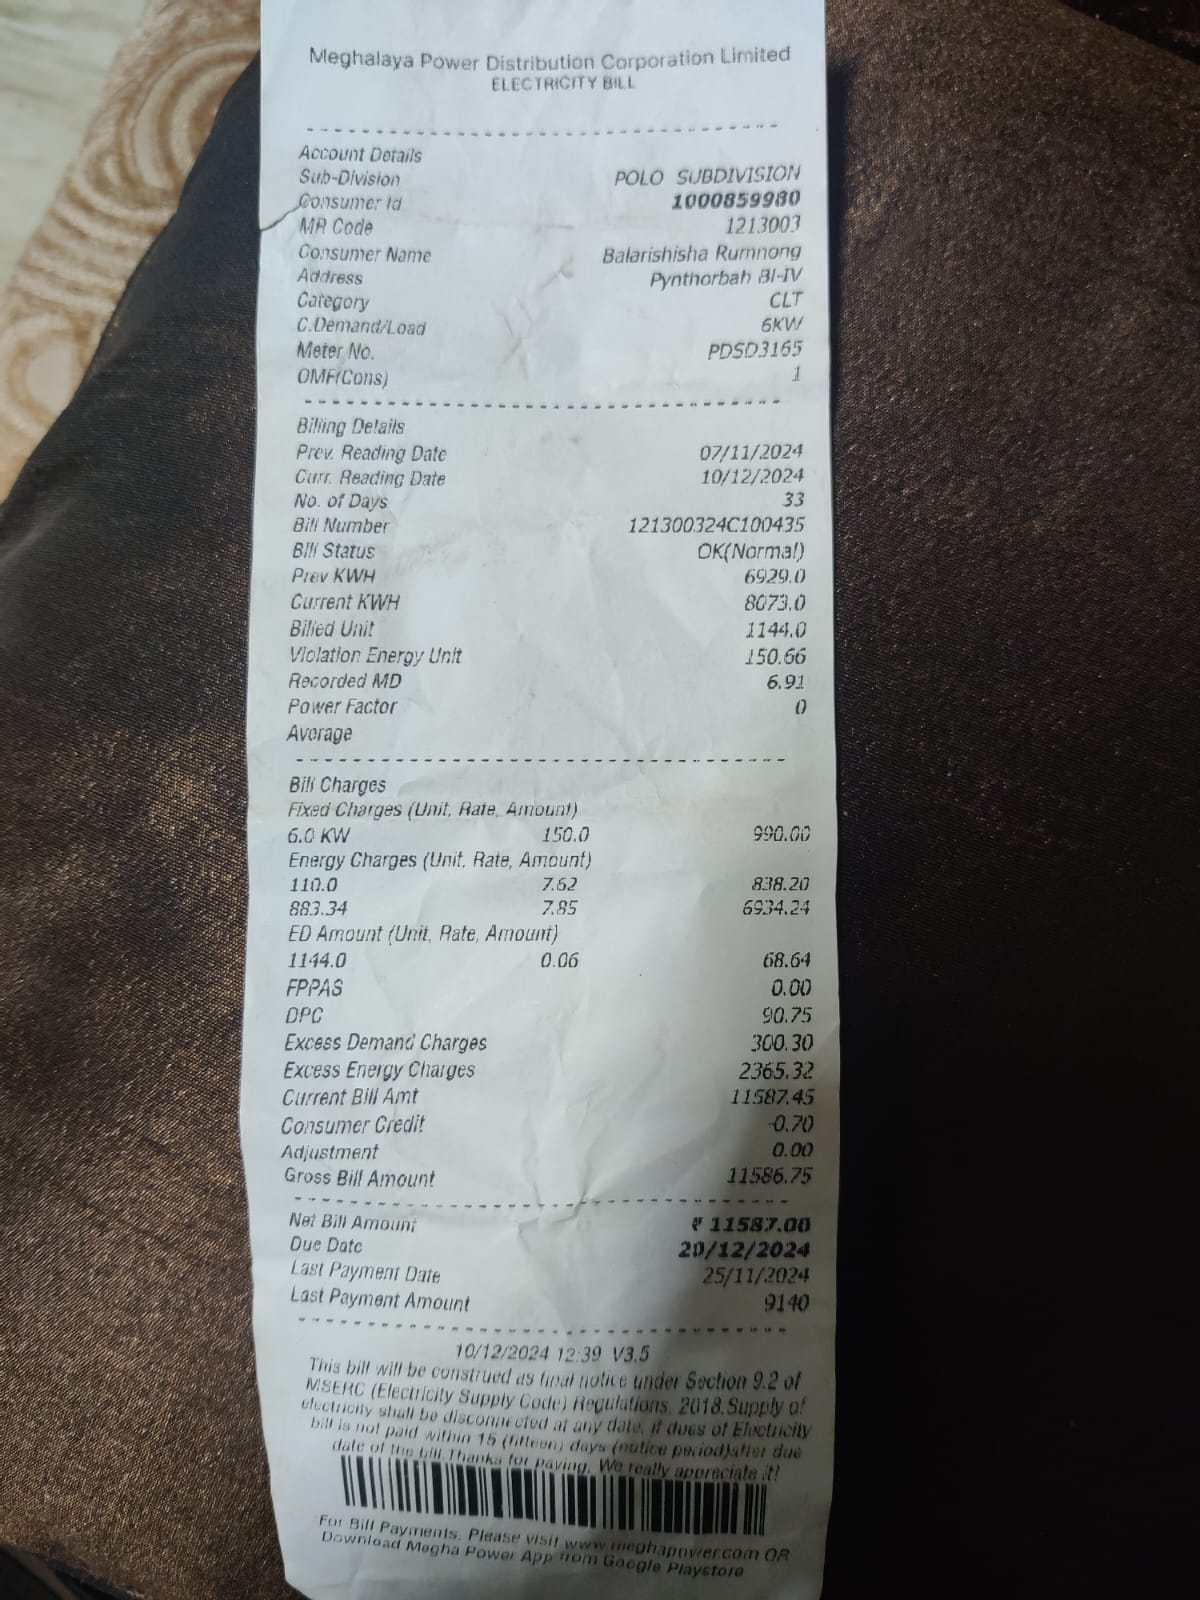 Meghalaya Power Distribution Corporation Limited
ELECTRICITY BILL
Account Details
Sub-Division POLO SUBDIVISION
Consumer Id 1000859980
MR Code 1213003
Consumer Name Balarishisha Rumnong
Address Pynthorbah Bl-IV
Category CLT
C.Demand/Load 6KW
Meter No. PDSD3165
OMF(Cons) 1
Billing Details
Prev. Reading Date 07/11/2024
Curr. Reading Date 10/12/2024
No. of Days 33
Bill Number 121300324C100435
Bill Status OK(Normal)
Prev KWH 6929.0
Current KWH 8073.0
Billed Unit 1144.0
Violation Energy Unit 150.66
Recorded MD 6.91
Power Factor 0
Average
Bill Charges
Fixed Charges (Unit, Rate, Amount)
6.0 KW 150.0 990.00
Energy Charges (Unit, Rate, Amount)
110.0 7.62 838.20
883.34 7.85 6934.24
ED Amount (Unit, Rate, Amount)
1144.0 0.06 68.64
FPPAS 0.00
DPC 90.75
Excess Demand Charges 300.30
Excess Energy Charges 2365.32
Current Bill Amt 11587.45
Consumer Credit -0.70
Adjustment 0.00
Gross Bill Amount 11586.75
Net Bill Amount ₹ 11587.00
Due Date 20/12/2024
Last Payment Date 25/11/2024
Last Payment Amount 9140
10/12/2024 12:39 V3.5
This bill will be construed as final notice under Section 9.2 of
MSERC (Electricity Supply Code) Regulations, 2018.Supply of
electricity shall be disconnected at any date, if dues of Electricity
bill is not paid within 15 (fifteen) days (notice period)after due
date of the bill.Thanks for paying. We really appreciate it!
For Bill Payments. Please visit www.meghapower.com OR
Download Megha Power App from Google Playstore